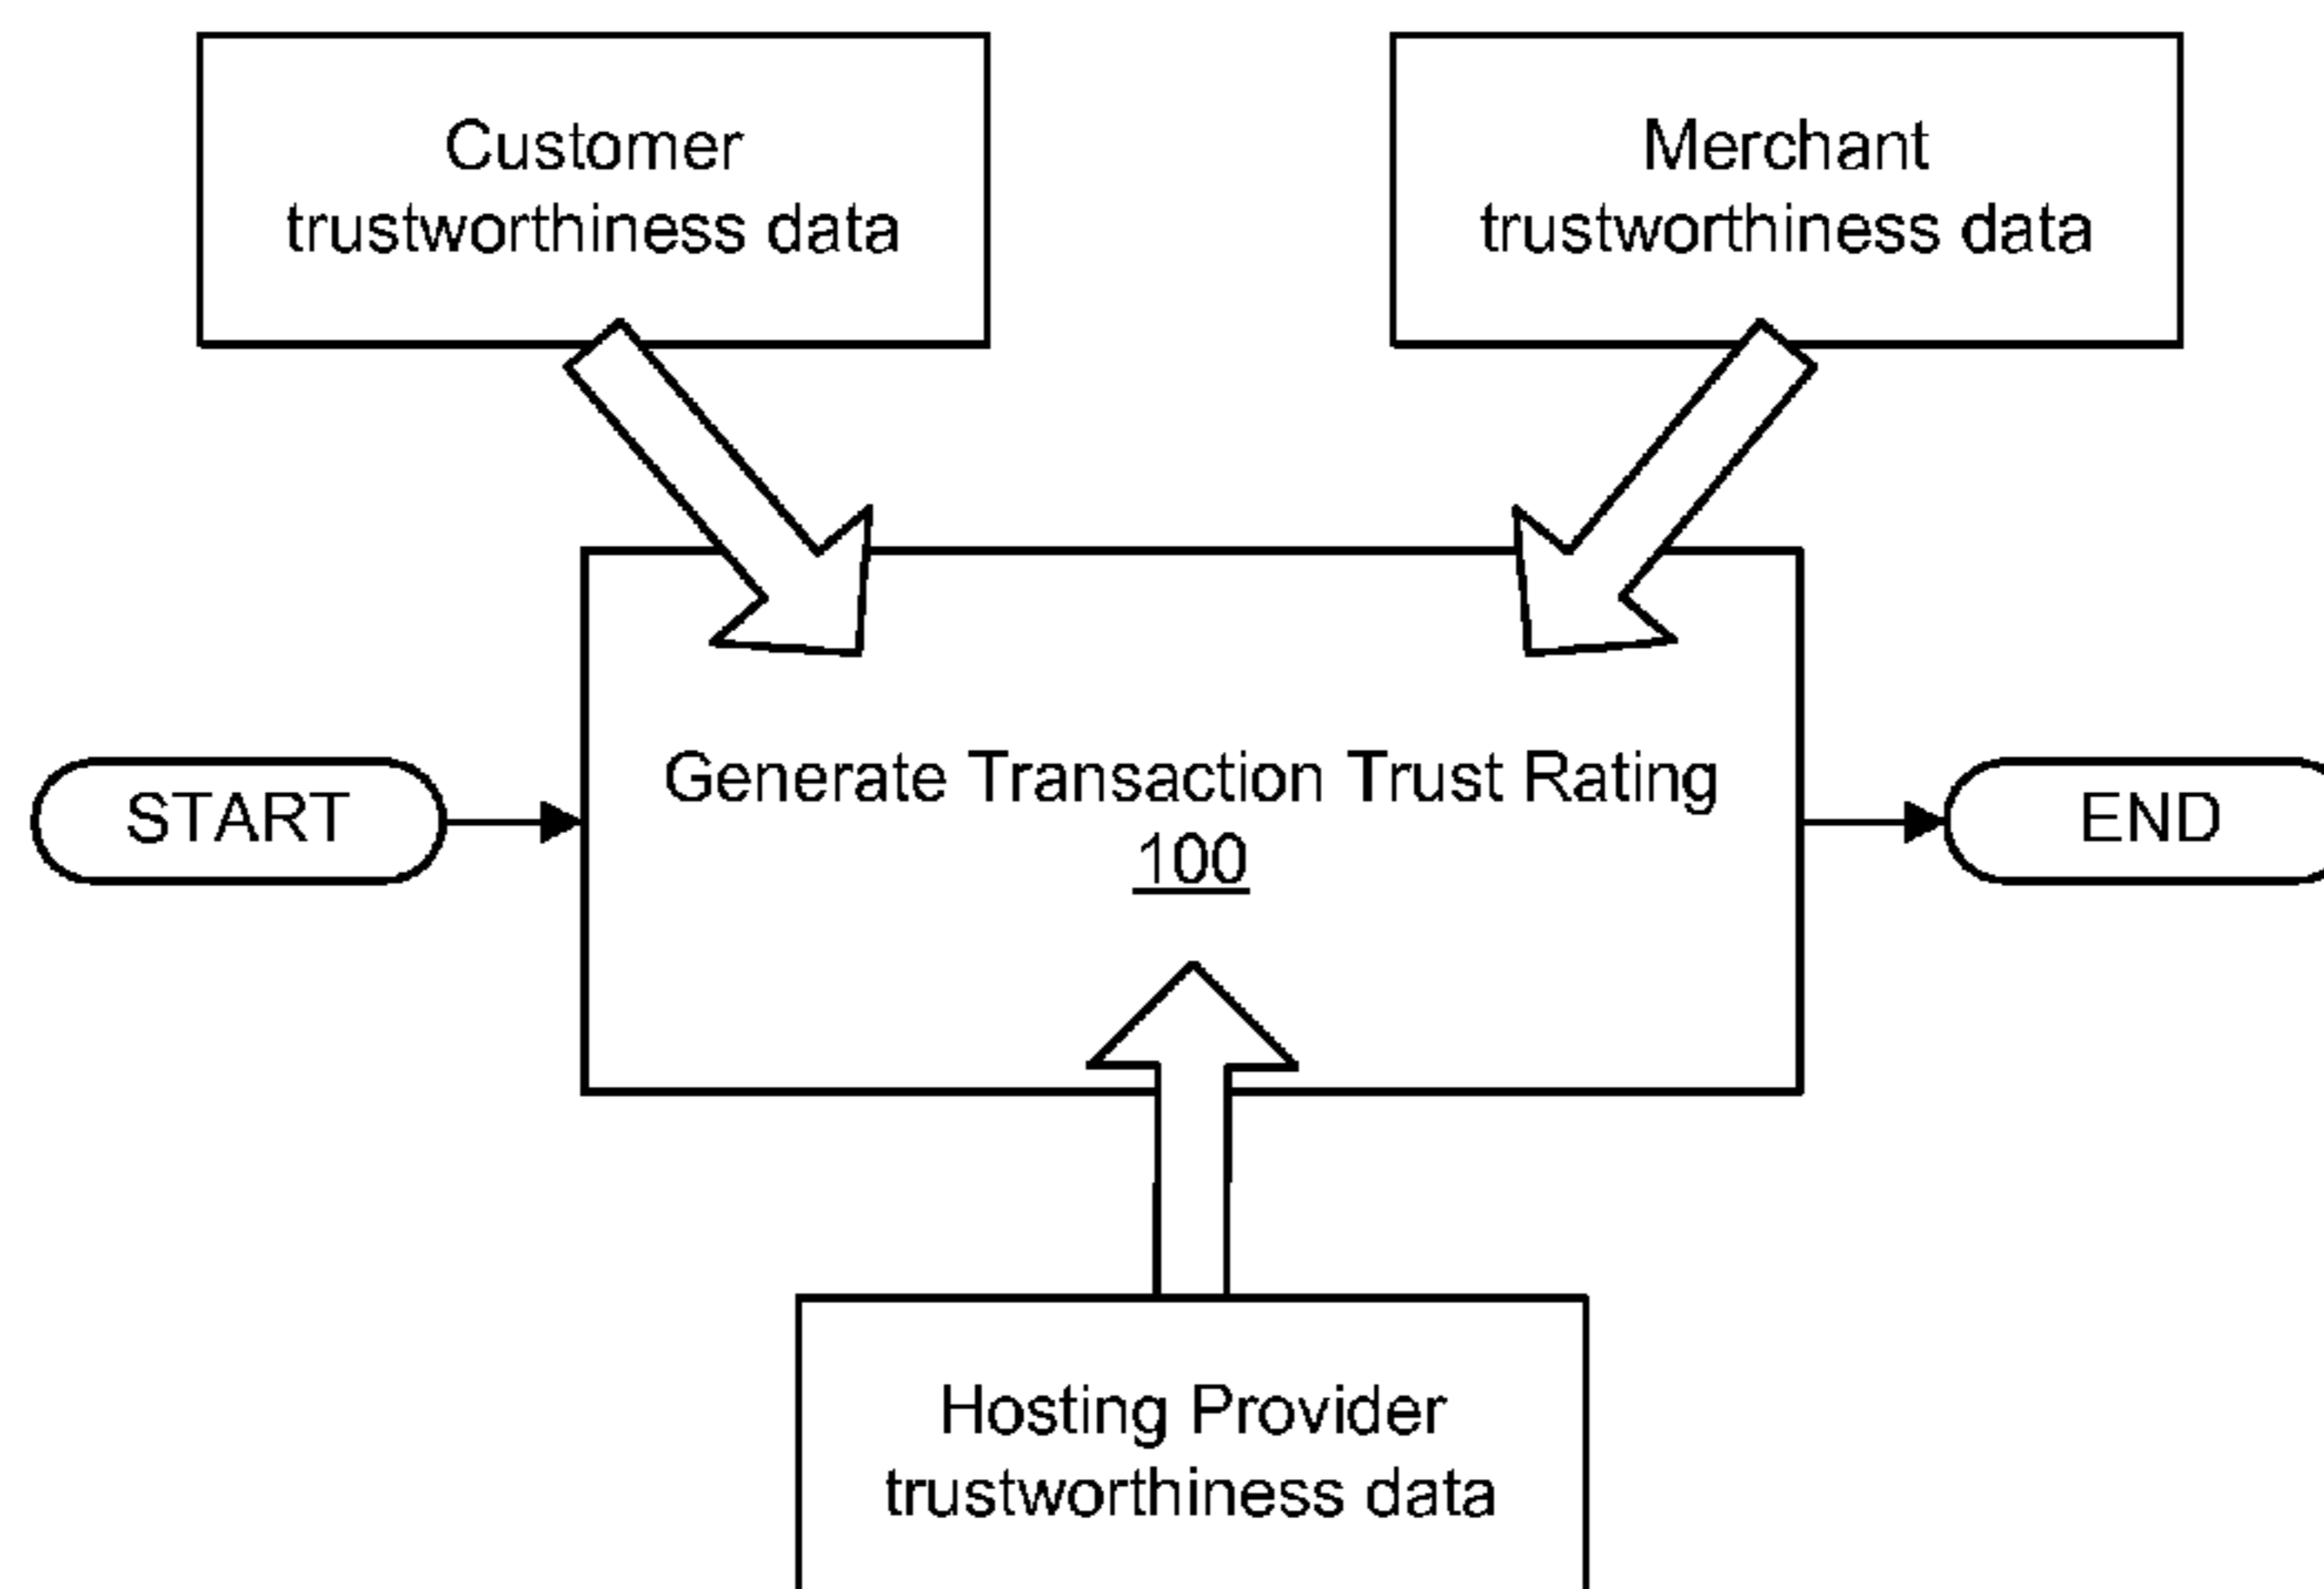 Customer
trustworthiness data
Merchant
trustworthiness data
START
Generate Transaction Trust Rating
100
END
Hosting Provider
trustworthiness data